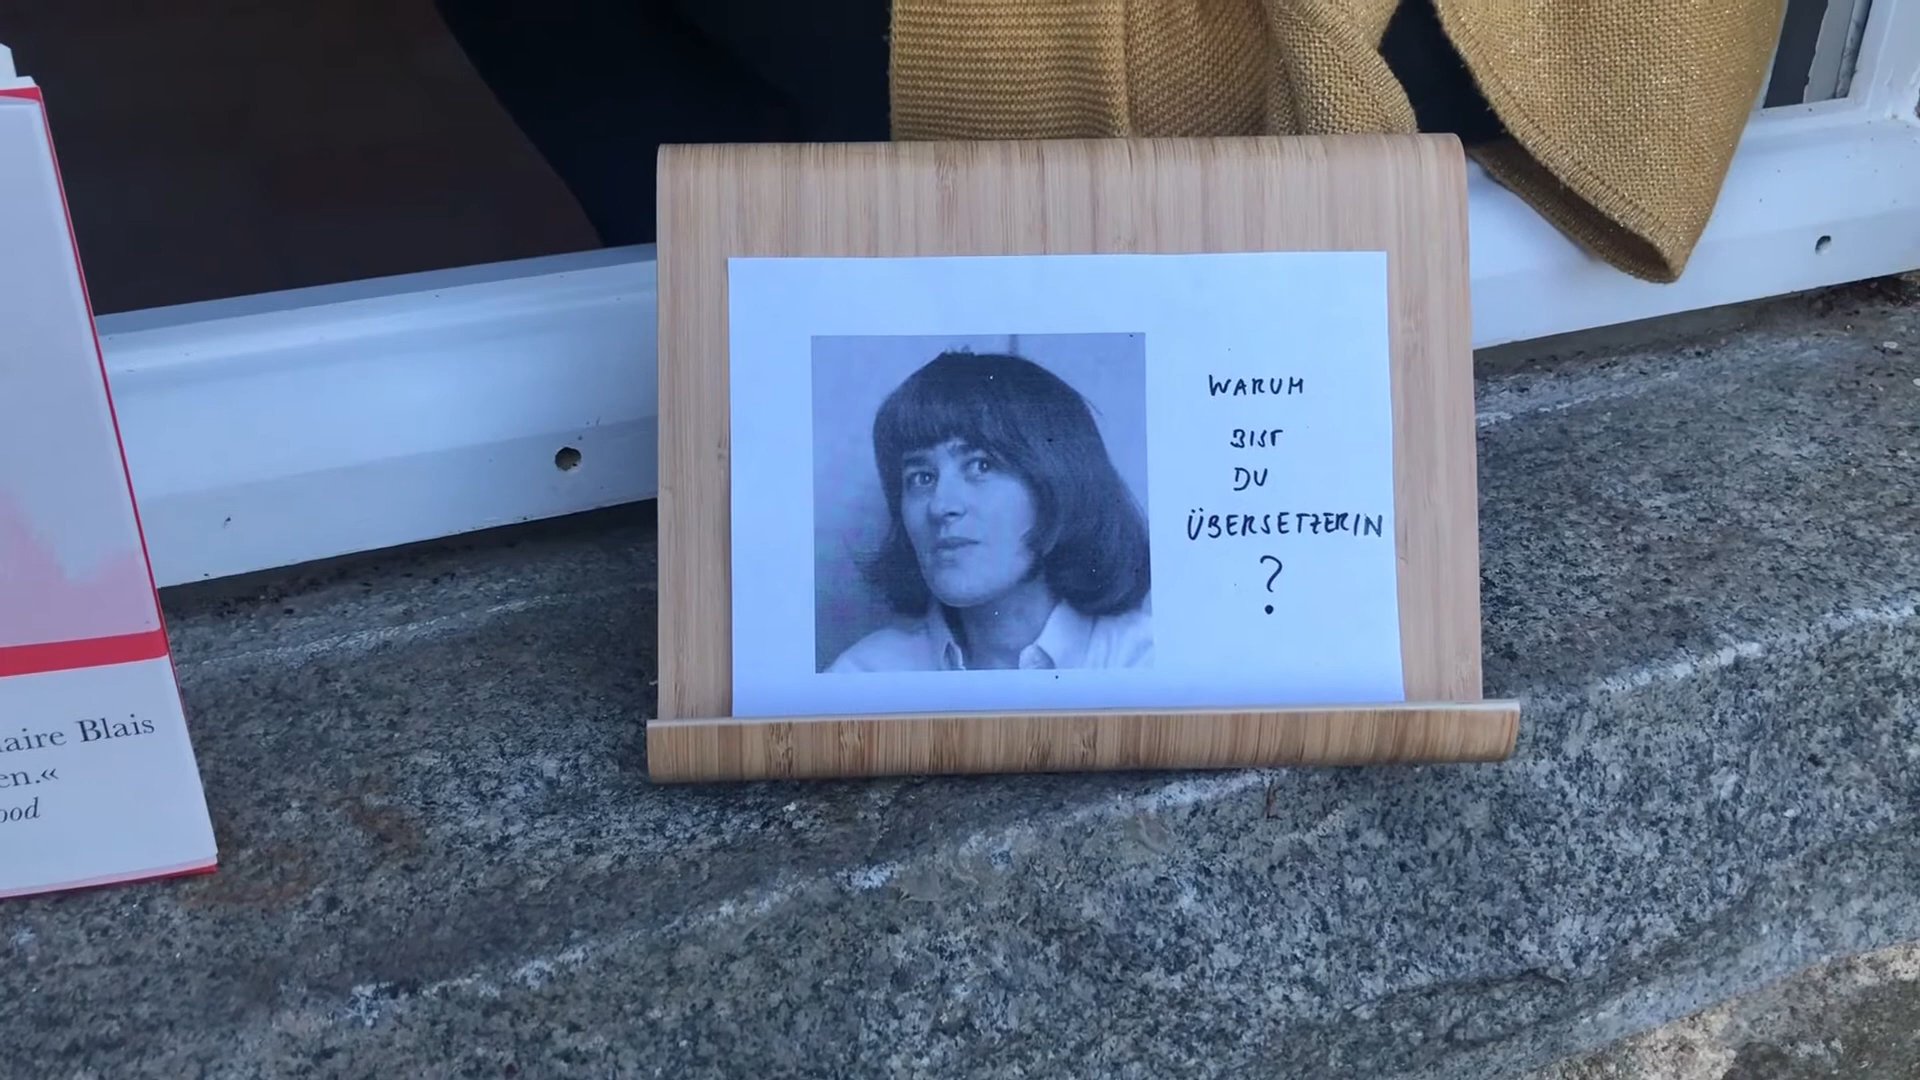 WARUM
BIST
DU
ÜBERSETZERIN
?
aire Blais
en.«
ood